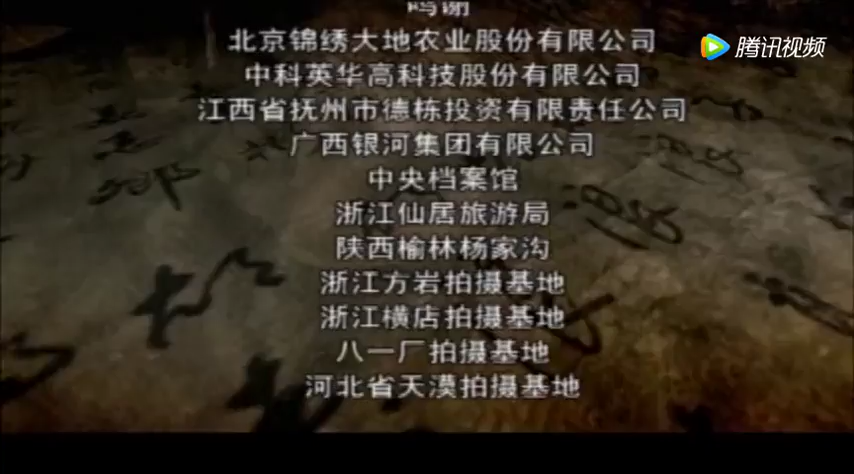 鸣谢
北京锦绣大地农业股份有限公司
中科英华高科技股份有限公司
江西省抚州市德栋投资有限责任公司
广西银河集团有限公司
中央档案馆
浙江仙居旅游局
陕西榆林杨家沟
浙江方岩拍摄基地
浙江横店拍摄基地
八一厂拍摄基地
河北省天漠拍摄基地
腾讯视频